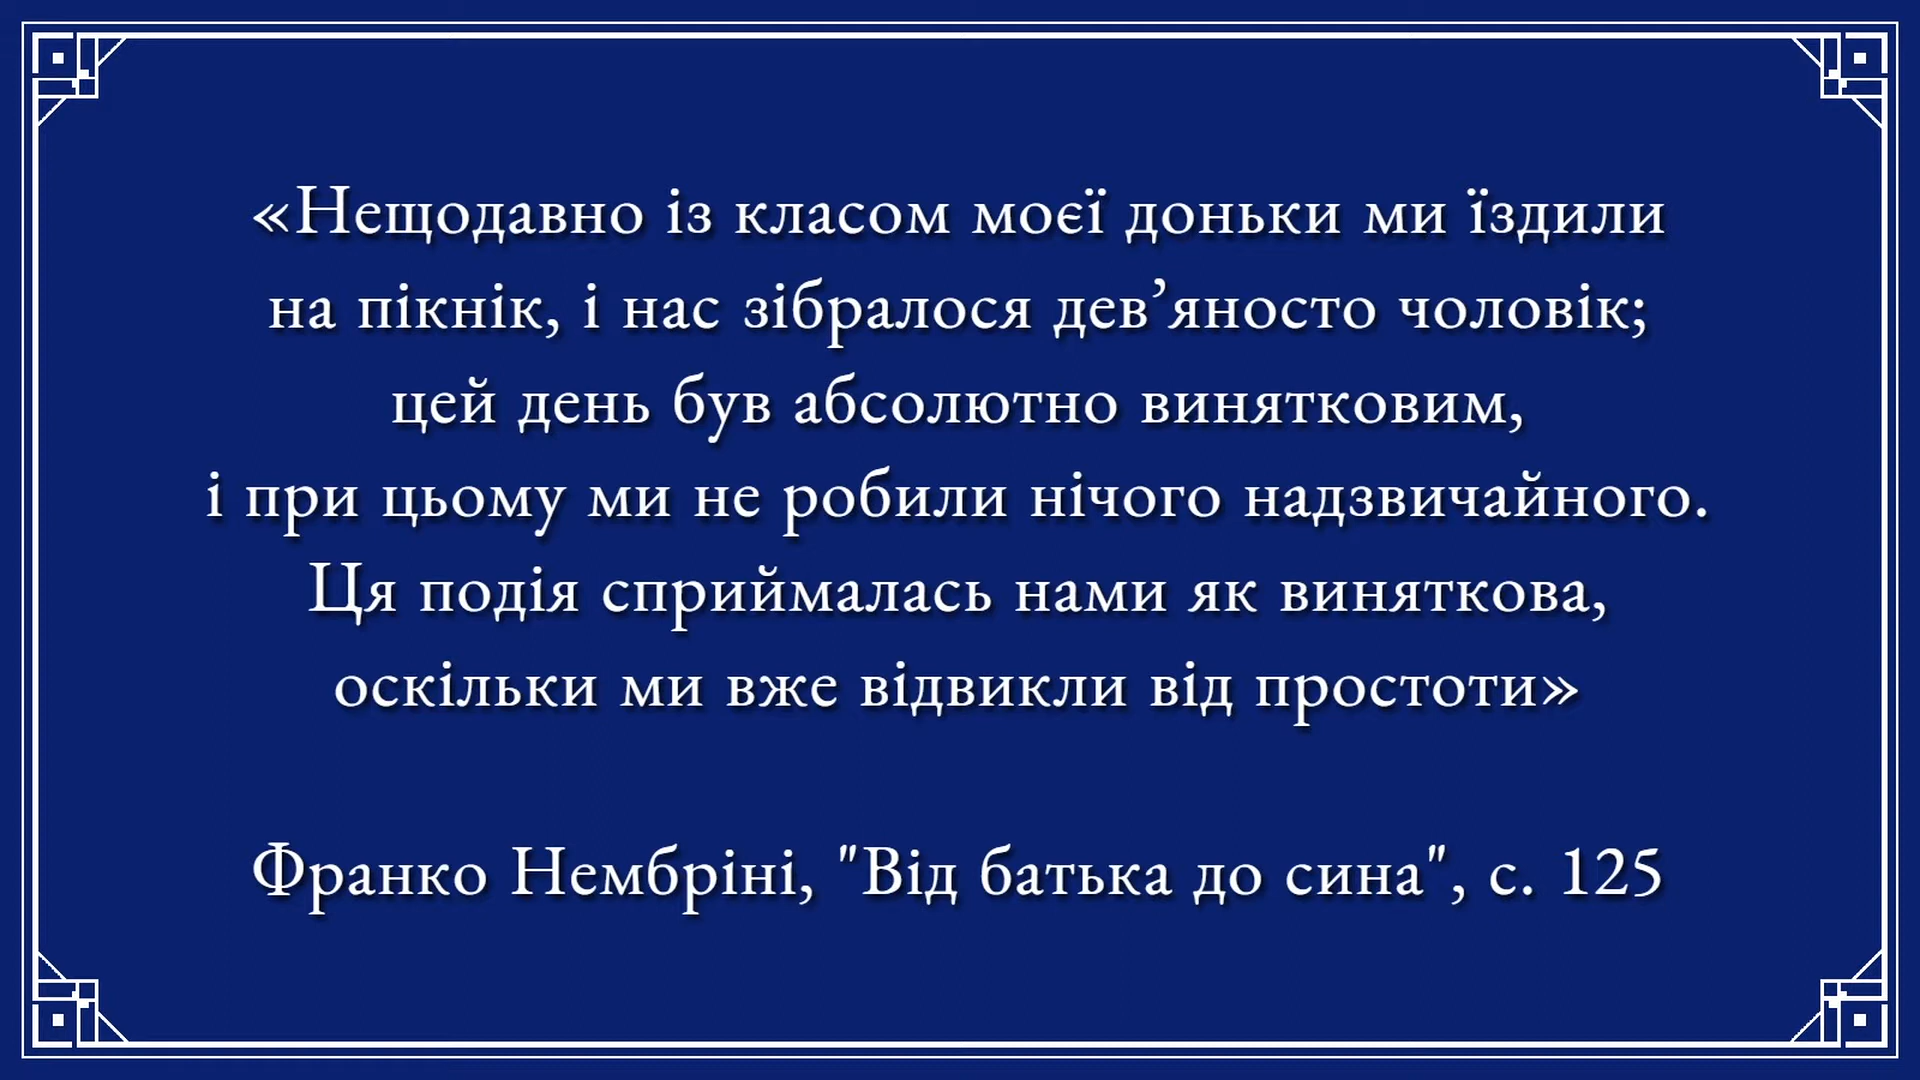 «Нещодавно із класом моєї доньки ми їздили
на пікнік, і нас зібралося дев’яносто чоловік;
цей день був абсолютно винятковим,
і при цьому ми не робили нічого надзвичайного.
Ця подія сприймалась нами як виняткова,
оскільки ми вже відвикли від простоти»
Франко Нембріні, "Від батька до сина", с. 125